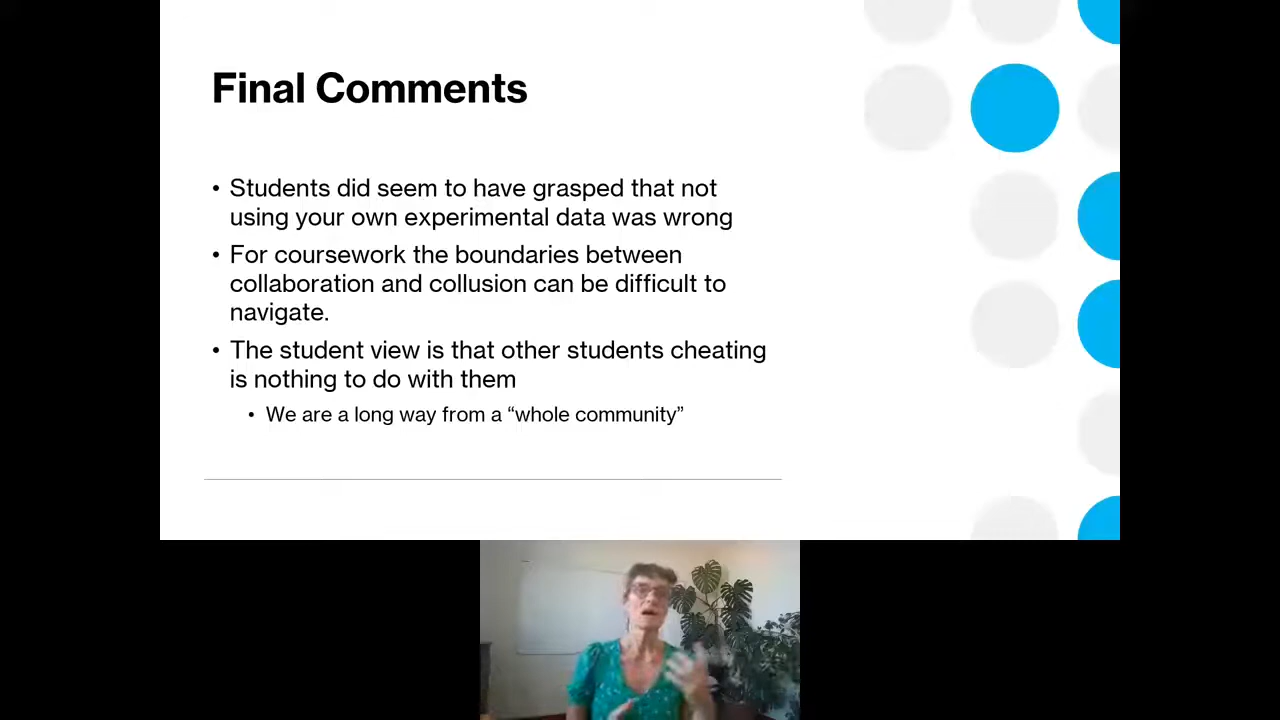 Final Comments
• Students did seem to have grasped that not
using your own experimental data was wrong
• For coursework the boundaries between
collaboration and collusion can be difficult to
navigate.
• The student view is that other students cheating
is nothing to do with them
• We are a long way from a “whole community”